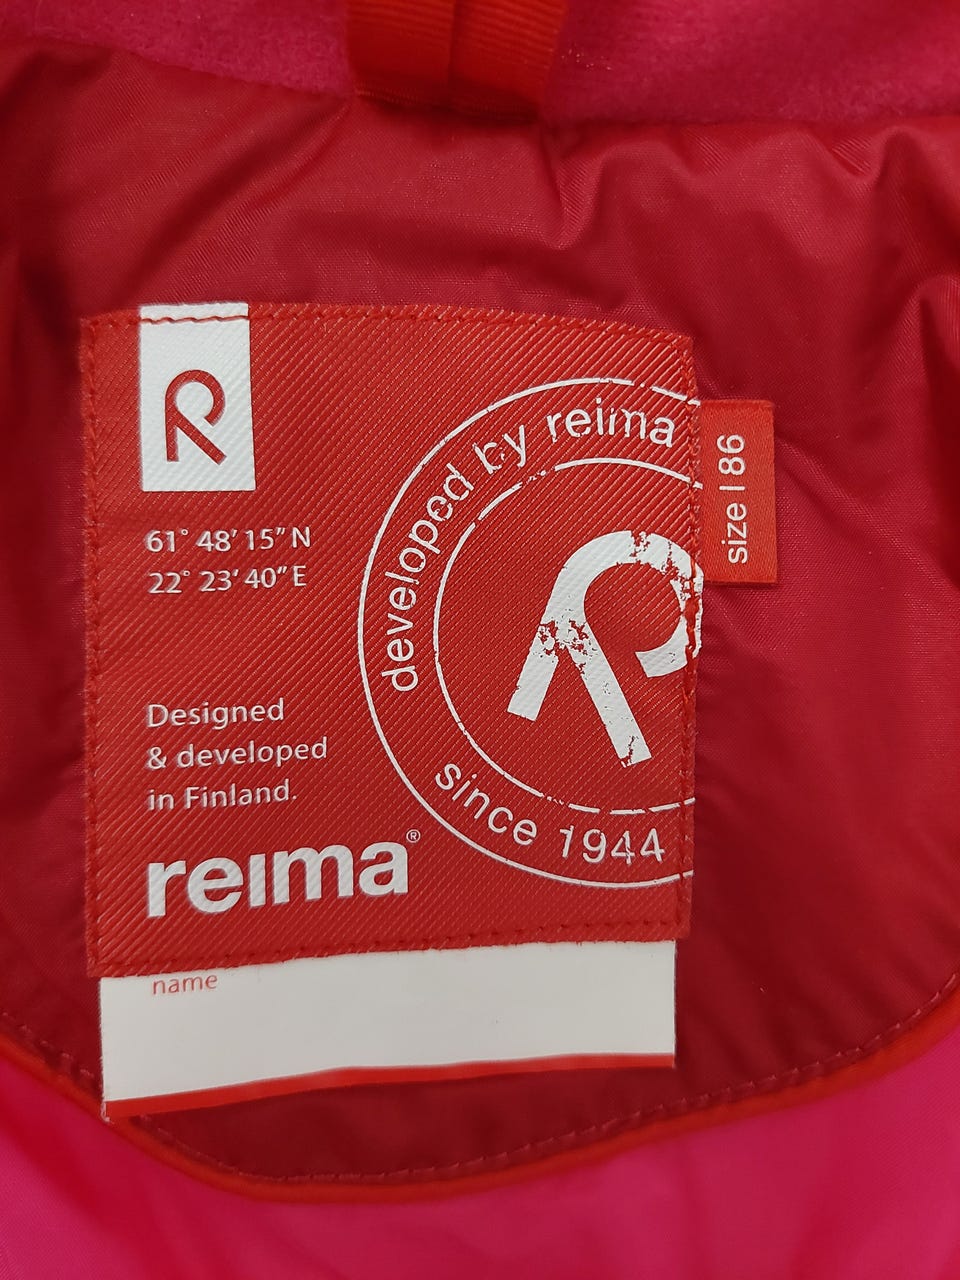 R
61° 48' 15" N
22° 23' 40" E
Designed
& developed
in Finland.
reima®
developed by reima
since 1944
size | 86
name